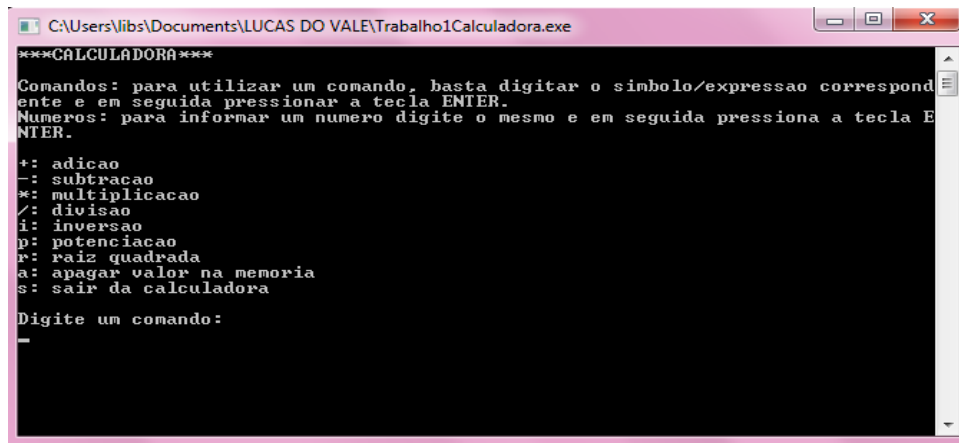 C:\Users\libs\Documents\LUCAS DO VALE\Trabalho1Calculadora.exe
***CALCULADORA***
Comandos: para utilizar um comando, basta digitar o simbolo/expressao correspond
ente e em seguida pressionar a tecla ENTER.
Numeros: para informar um numero digite o mesmo e em seguida pressiona a tecla E
NTER.
+: adicao
-: subtracao
*: multiplicacao
/: divisao
i: inversao
p: potenciacao
r: raiz quadrada
a: apagar valor na memoria
s: sair da calculadora
Digite um comando: